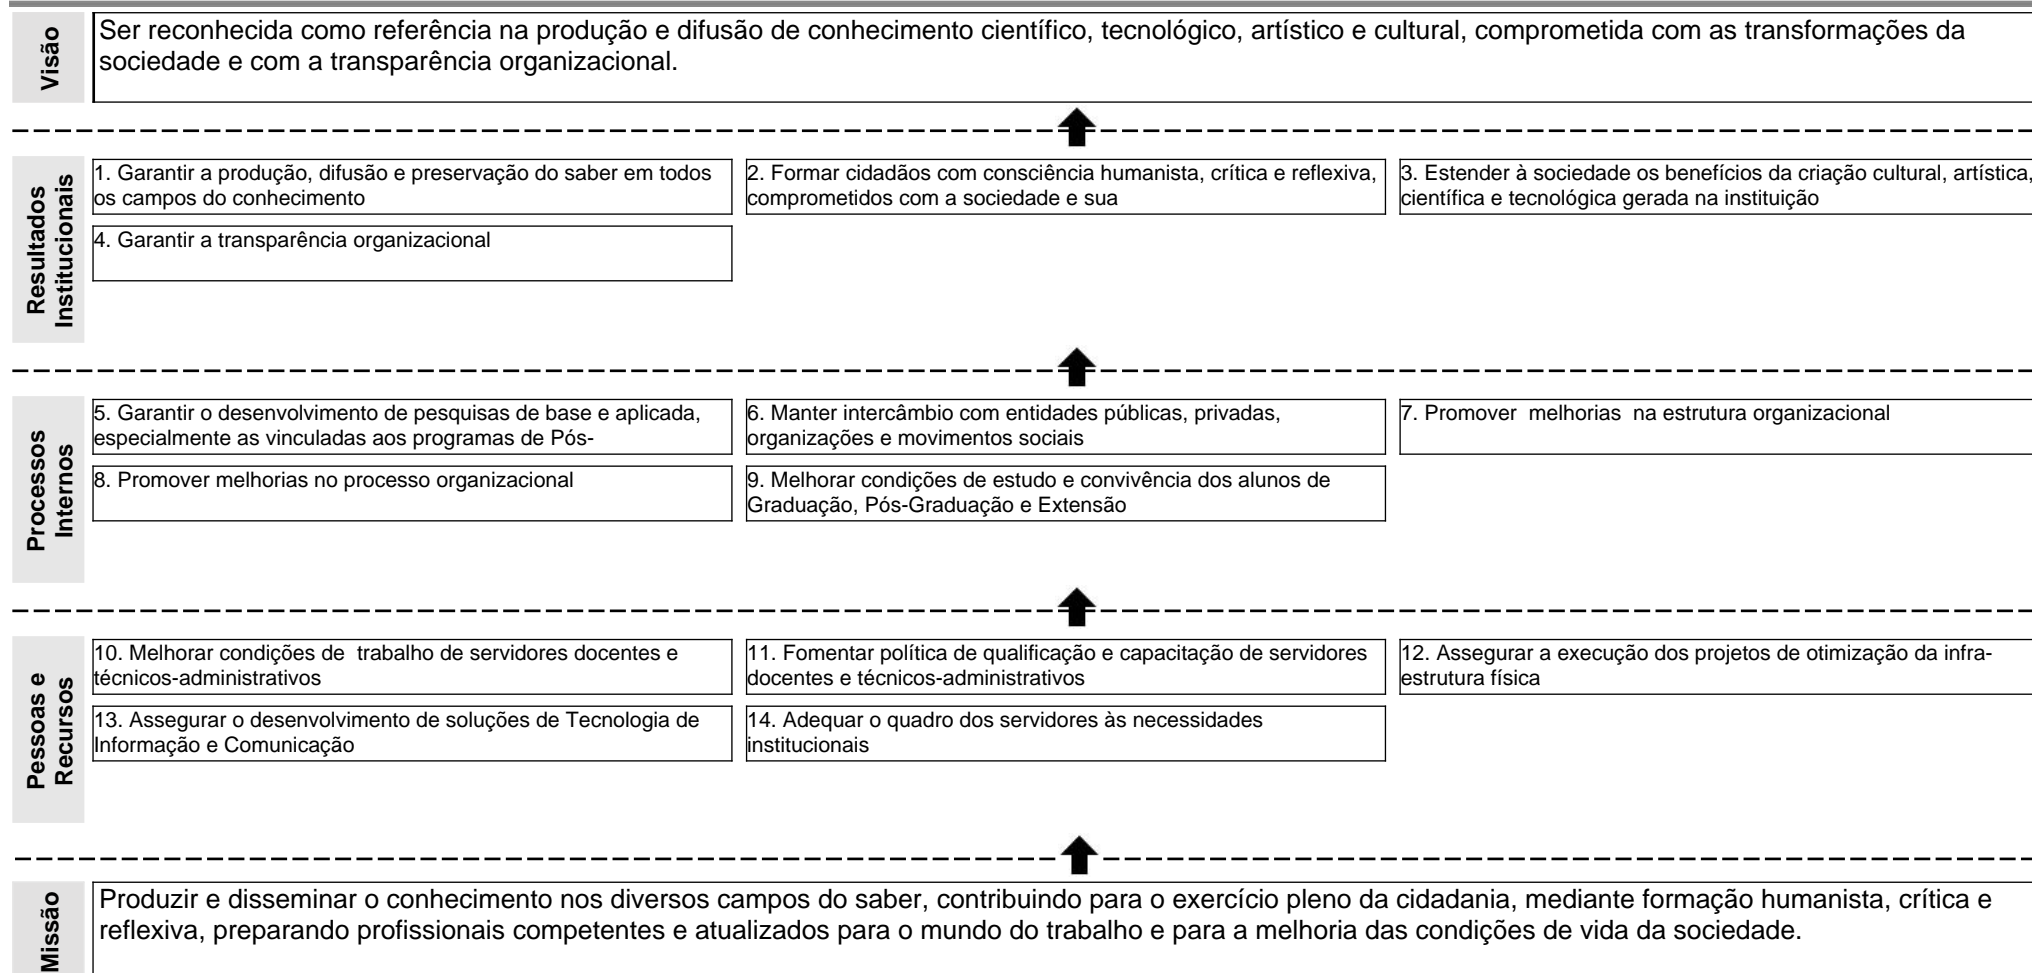 Visão
Ser reconhecida como referência na produção e difusão de conhecimento científico, tecnológico, artístico e cultural, comprometida com as transformações da
sociedade e com a transparência organizacional.
Resultados
Institucionais
1. Garantir a produção, difusão e preservação do saber em todos
os campos do conhecimento
2. Formar cidadãos com consciência humanista, crítica e reflexiva,
comprometidos com a sociedade e sua
3. Estender à sociedade os benefícios da criação cultural, artística,
científica e tecnológica gerada na instituição
4. Garantir a transparência organizacional
Processos
Internos
5. Garantir o desenvolvimento de pesquisas de base e aplicada,
especialmente as vinculadas aos programas de Pós-
6. Manter intercâmbio com entidades públicas, privadas,
organizações e movimentos sociais
7. Promover  melhorias  na estrutura organizacional
8. Promover melhorias no processo organizacional
9. Melhorar condições de estudo e convivência dos alunos de
Graduação, Pós-Graduação e Extensão
Pessoas e
Recursos
10. Melhorar condições de  trabalho de servidores docentes e
técnicos-administrativos
11. Fomentar política de qualificação e capacitação de servidores
docentes e técnicos-administrativos
12. Assegurar a execução dos projetos de otimização da infra-
estrutura física
13. Assegurar o desenvolvimento de soluções de Tecnologia de
Informação e Comunicação
14. Adequar o quadro dos servidores às necessidades
institucionais
Missão
Produzir e disseminar o conhecimento nos diversos campos do saber, contribuindo para o exercício pleno da cidadania, mediante formação humanista, crítica e
reflexiva, preparando profissionais competentes e atualizados para o mundo do trabalho e para a melhoria das condições de vida da sociedade.